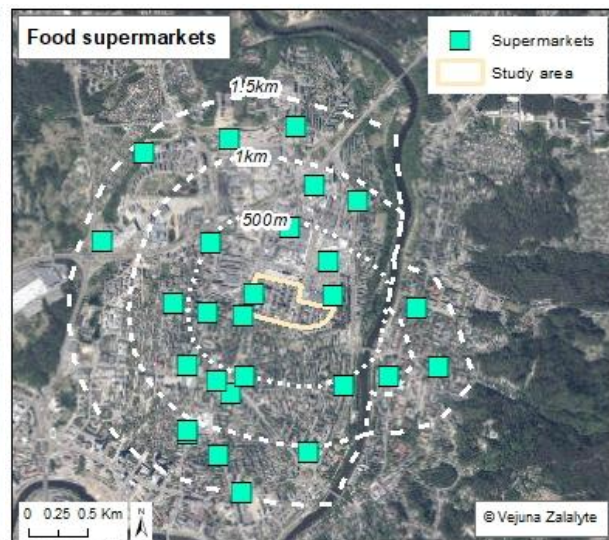 Food supermarkets
Supermarkets
Study area
1.5km
1km
500m
0 0.25 0.5 Km
N
© Vejuna Zalalyte